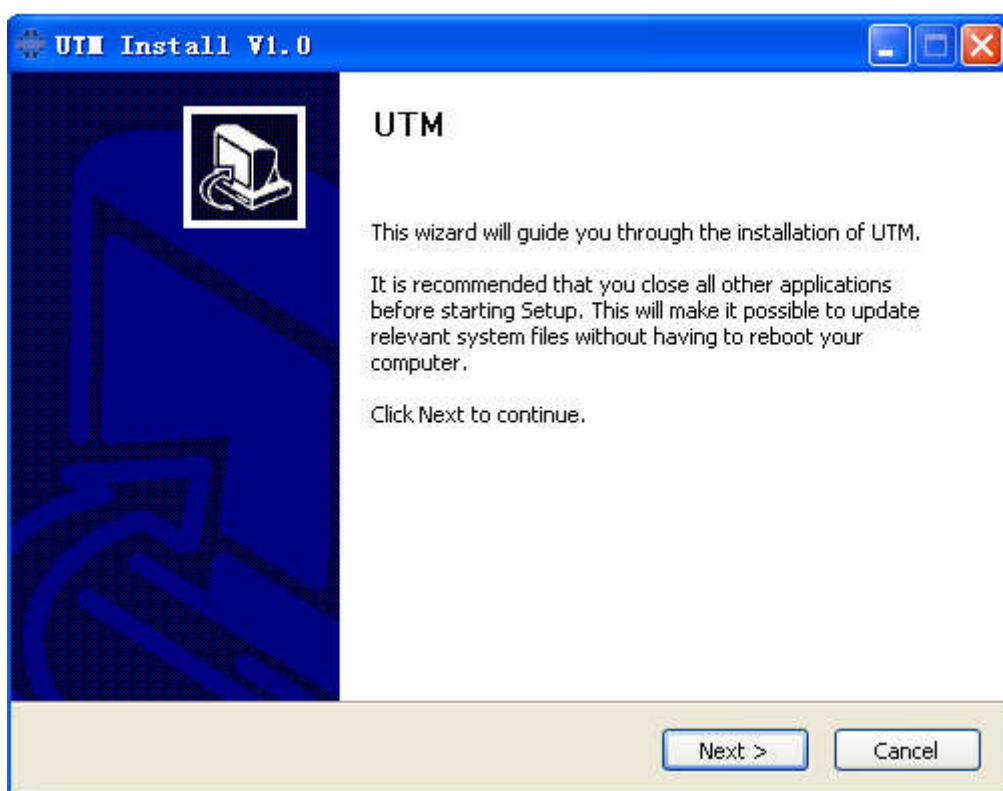 UTM Install V1.0
UTM
This wizard will guide you through the installation of UTM.
It is recommended that you close all other applications
before starting Setup. This will make it possible to update
relevant system files without having to reboot your
computer.
Click Next to continue.
Next >
Cancel